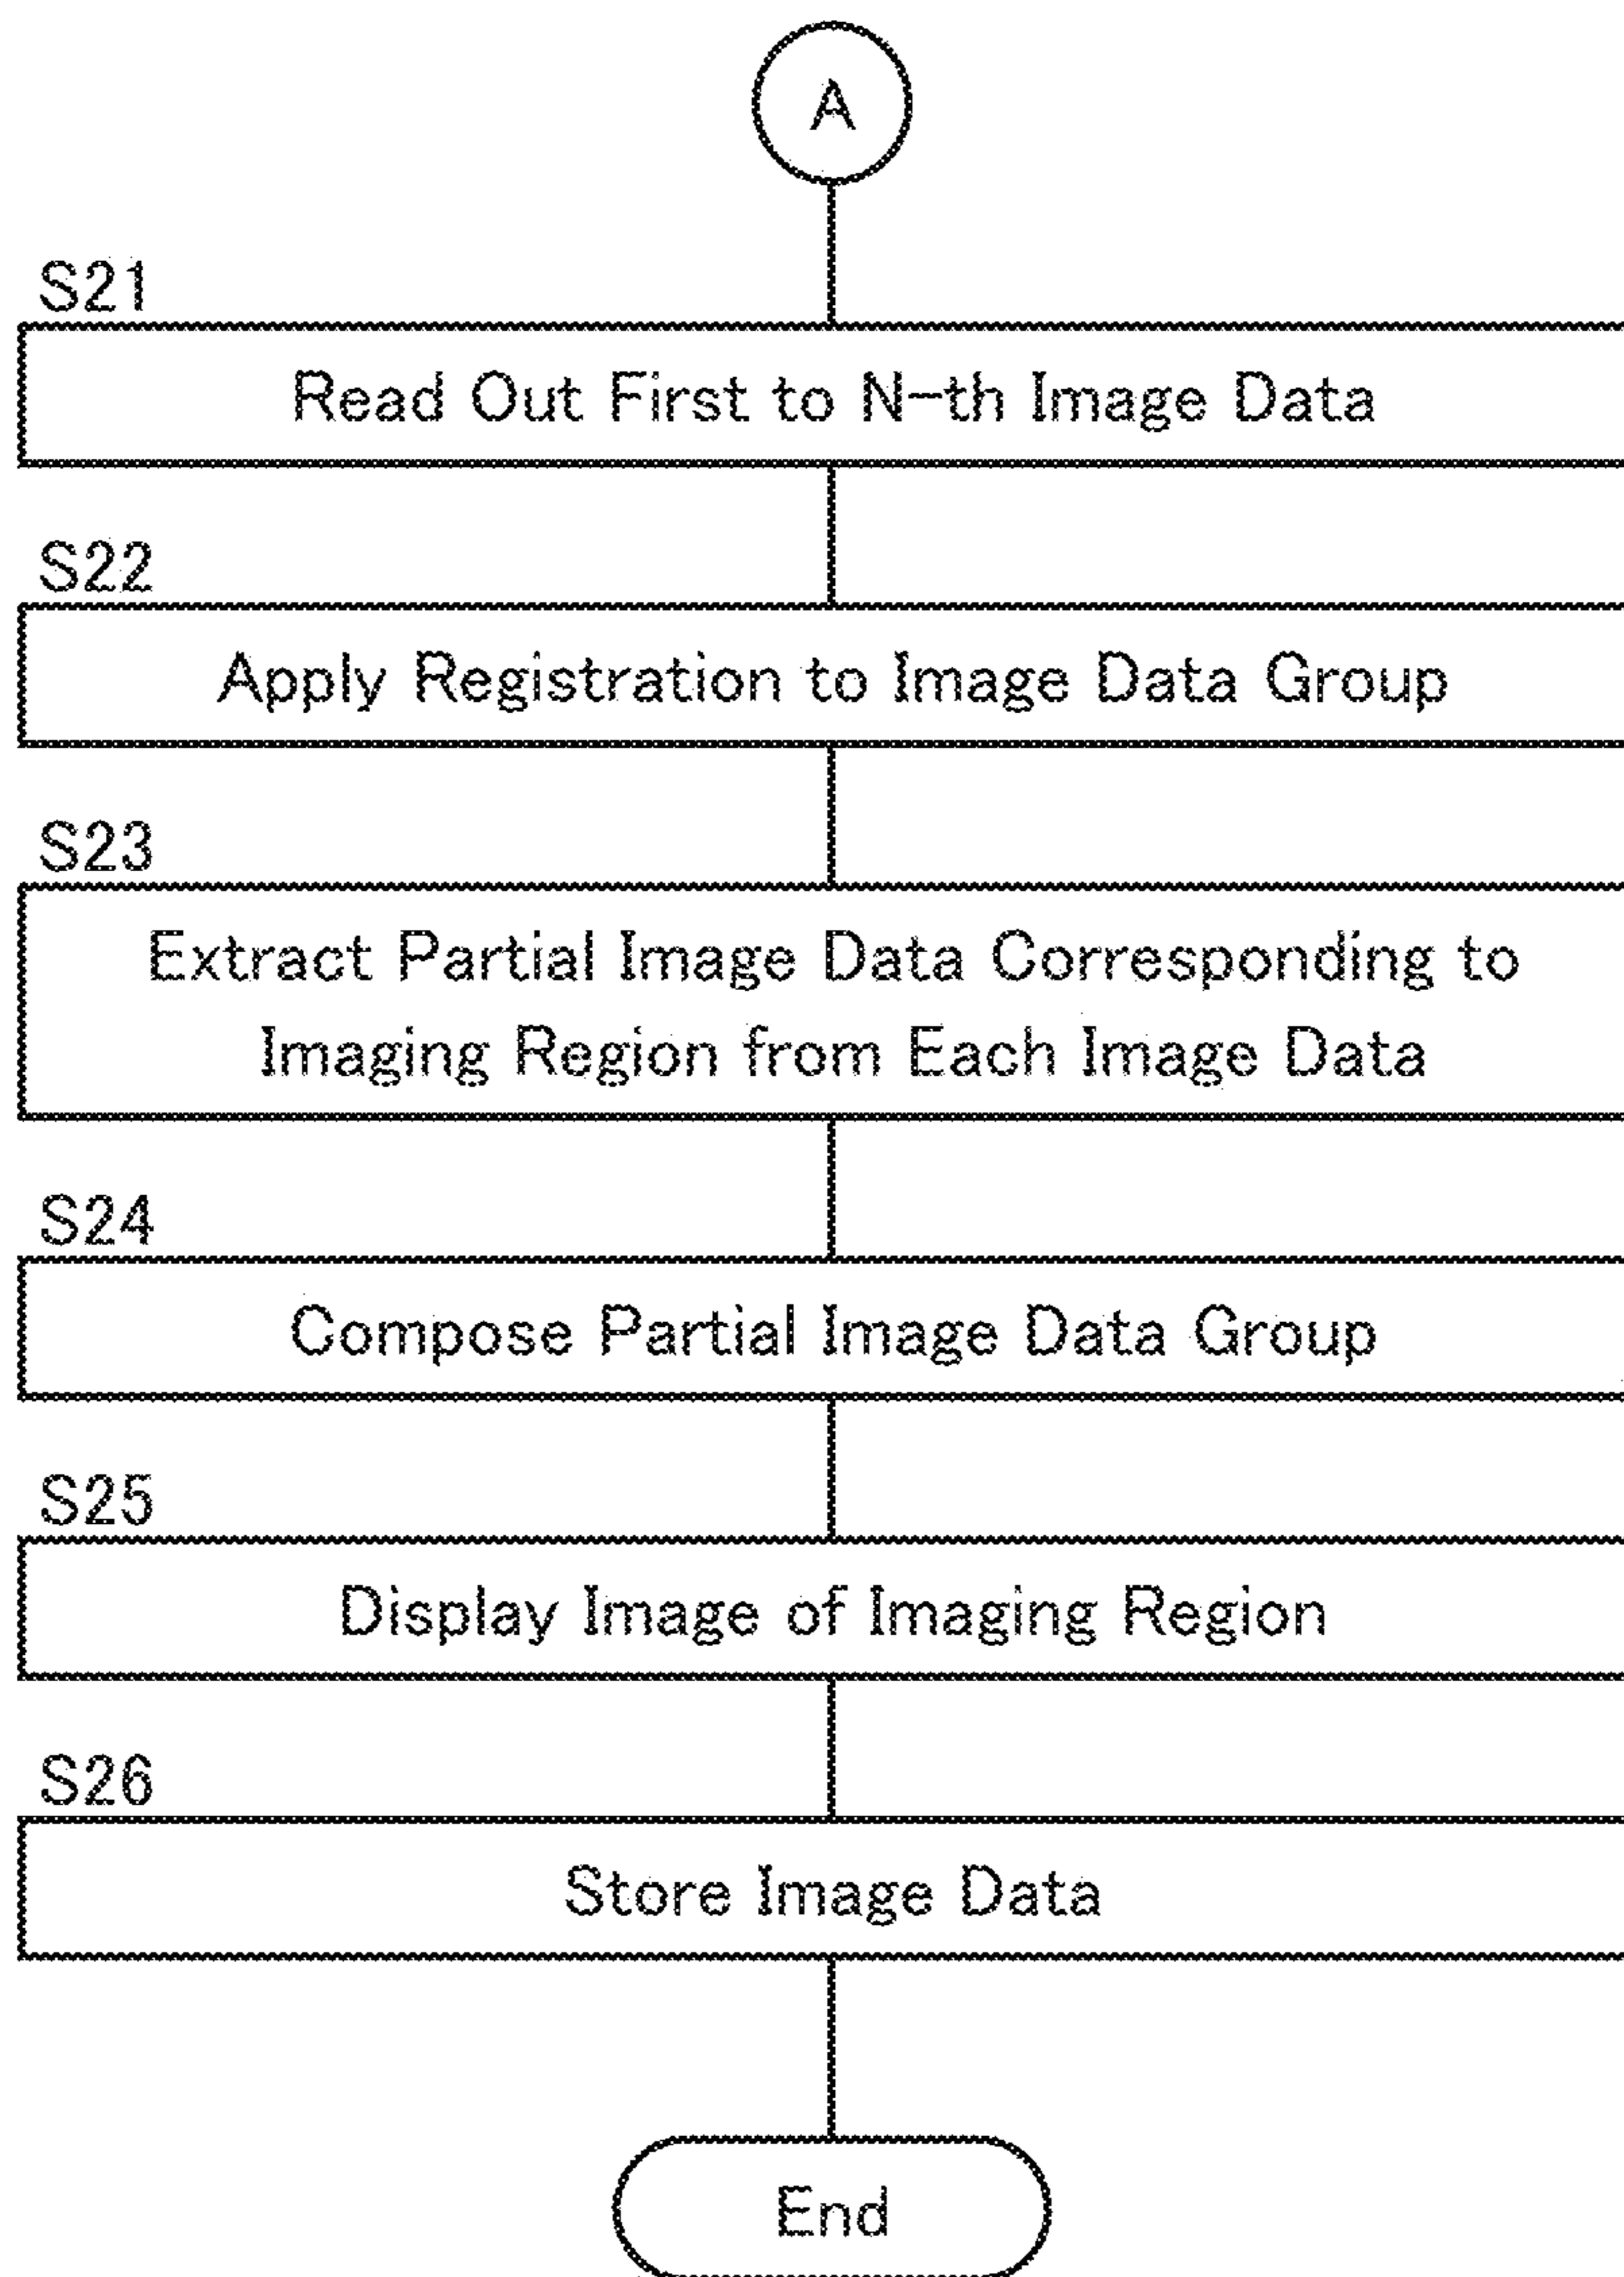 A
S21
Read Out First to N-th Image Data
S22
Apply Registration to Image Data Group
S23
Extract Partial Image Data Corresponding to
Imaging Region from Each Image Data
S24
Compose Partial Image Data Group
S25
Display Image of Imaging Region
S26
Store Image Data
End